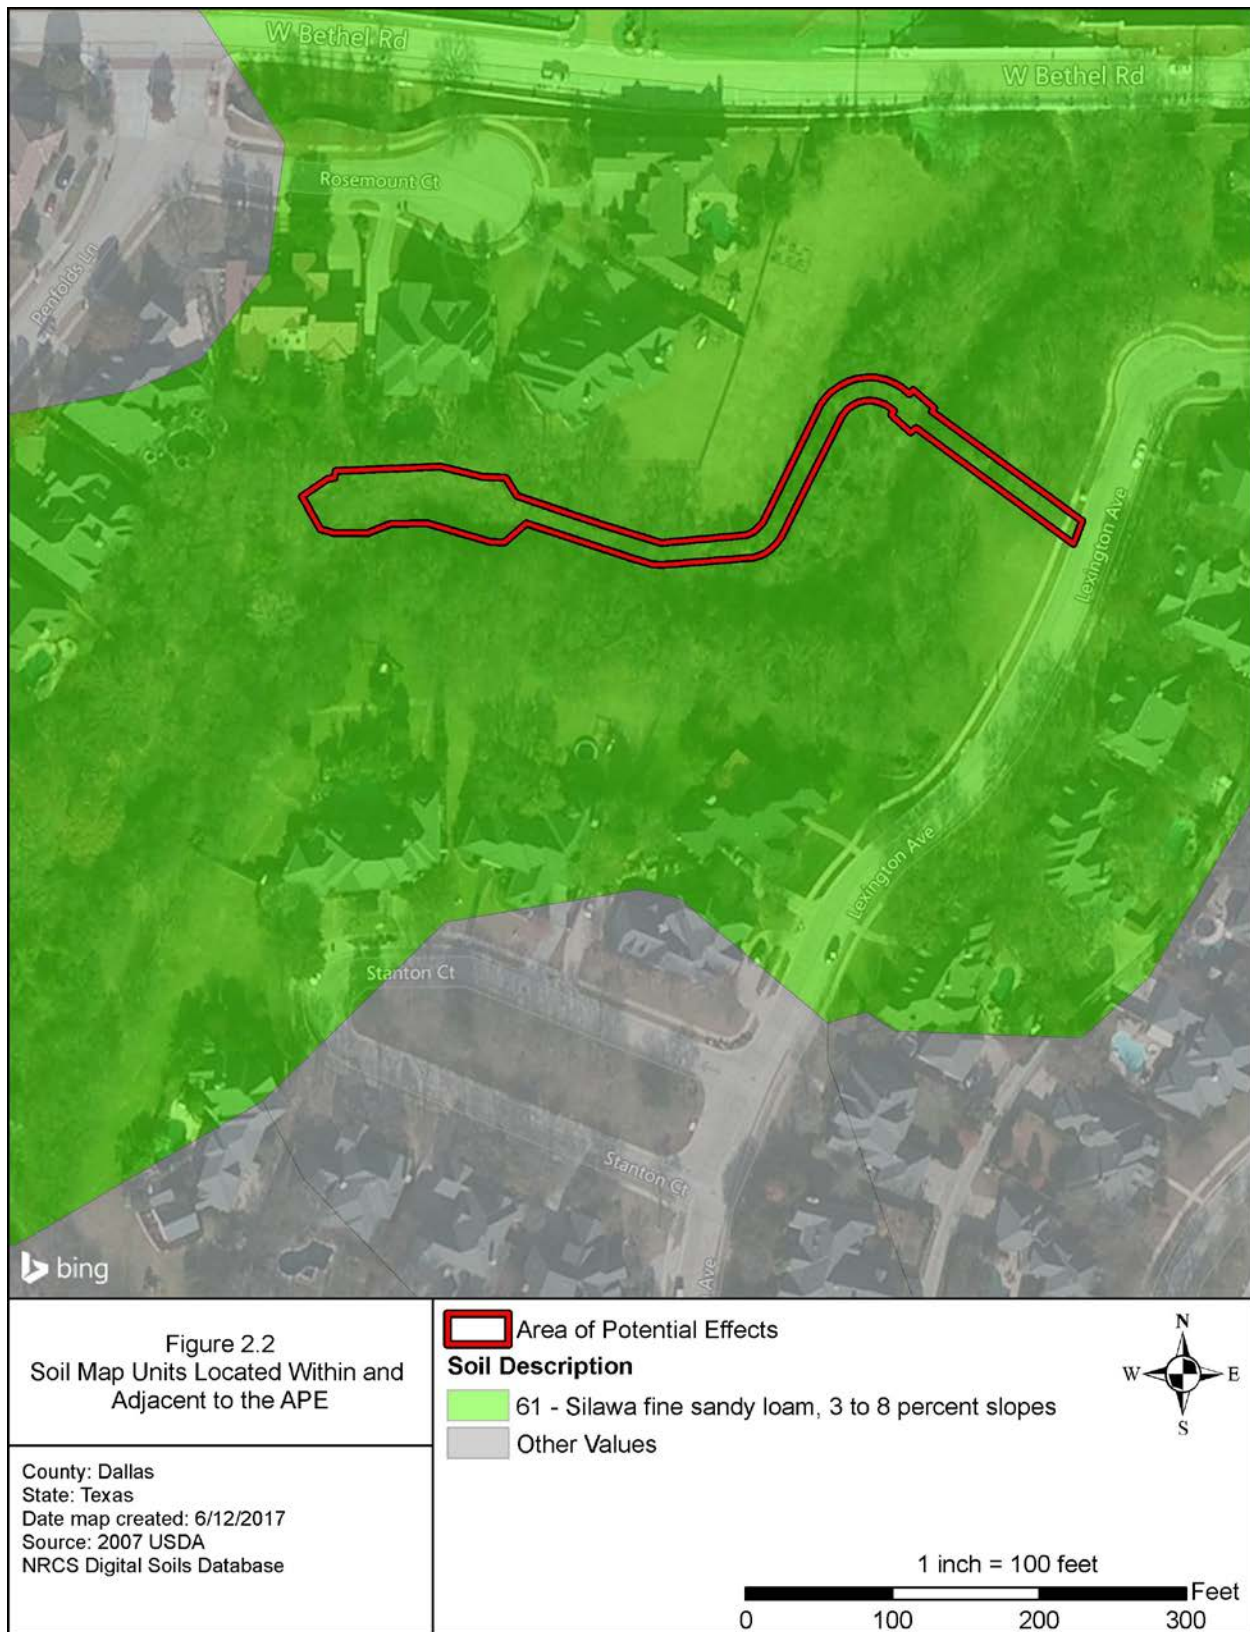 W Bethel Rd
W Bethel Rd
Rosemount Ct
Penfolds Ln
Lexington Ave
Lexington Ave
Stanton Ct
Stanton Ct
Ave
bing
Figure 2.2
Soil Map Units Located Within and
Adjacent to the APE
County: Dallas
State: Texas
Date map created: 6/12/2017
Source: 2007 USDA
NRCS Digital Soils Database
Area of Potential Effects
Soil Description
61 - Silawa fine sandy loam, 3 to 8 percent slopes
Other Values
N
W E
S
1 inch = 100 feet
Feet
0 100 200 300